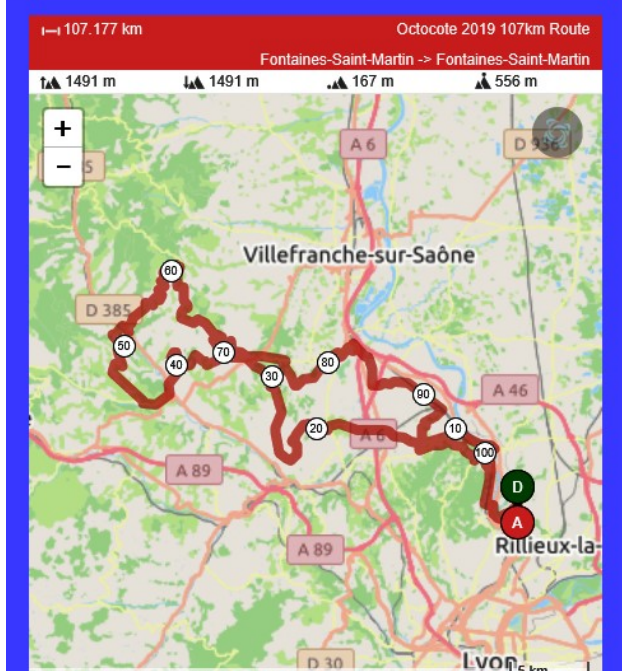 107.177 km Octocote 2019 107km Route
Fontaines-Saint-Martin -> Fontaines-Saint-Martin
1491 m 1491 m 167 m 556 m
+
−
A 6
D 936
Villefranche-sur-Saône
60
D 385
50
40
70
30
80
90
A 46
20
10
A 6
100
A 89
D
A
Rillieux-la-
A 89
D 30
Lyon
5 km